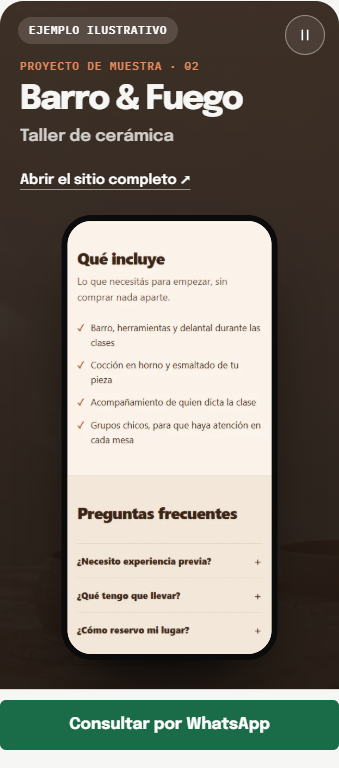 EJEMPLO ILUSTRATIVO
PROYECTO DE MUESTRA · 02
Barro & Fuego
Taller de cerámica
Abrir el sitio completo ↗
Qué incluye
Lo que necesitás para empezar, sin
comprar nada aparte.
✓ Barro, herramientas y delantal durante las
clases
✓ Cocción en horno y esmaltado de tu
pieza
✓ Acompañamiento de quien dicta la clase
✓ Grupos chicos, para que haya atención en
cada mesa
Preguntas frecuentes
¿Necesito experiencia previa? +
¿Qué tengo que llevar? +
¿Cómo reservo mi lugar? +
Consultar por WhatsApp